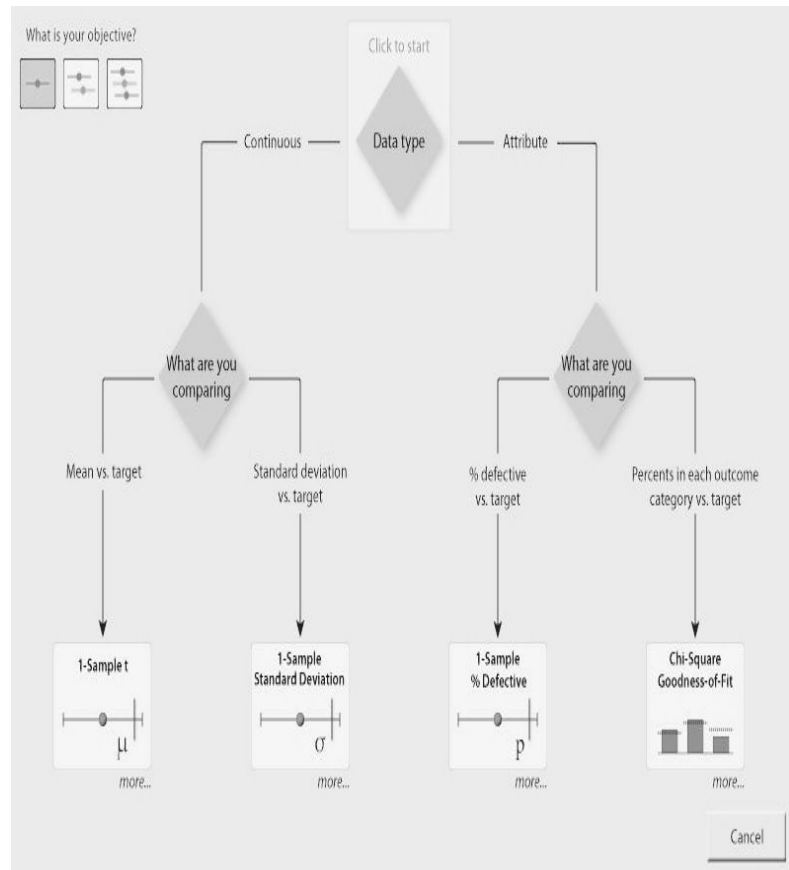 What is your objective?
Click to start
Data type
Continuous
Attribute
What are you
comparing
What are you
comparing
Mean vs. target
Standard deviation
vs. target
% defective
vs. target
Percents in each outcome
category vs. target
1-Sample t
μ
more...
1-Sample
Standard Deviation
σ
more...
1-Sample
% Defective
p
more...
Chi-Square
Goodness-of-Fit
more...
Cancel